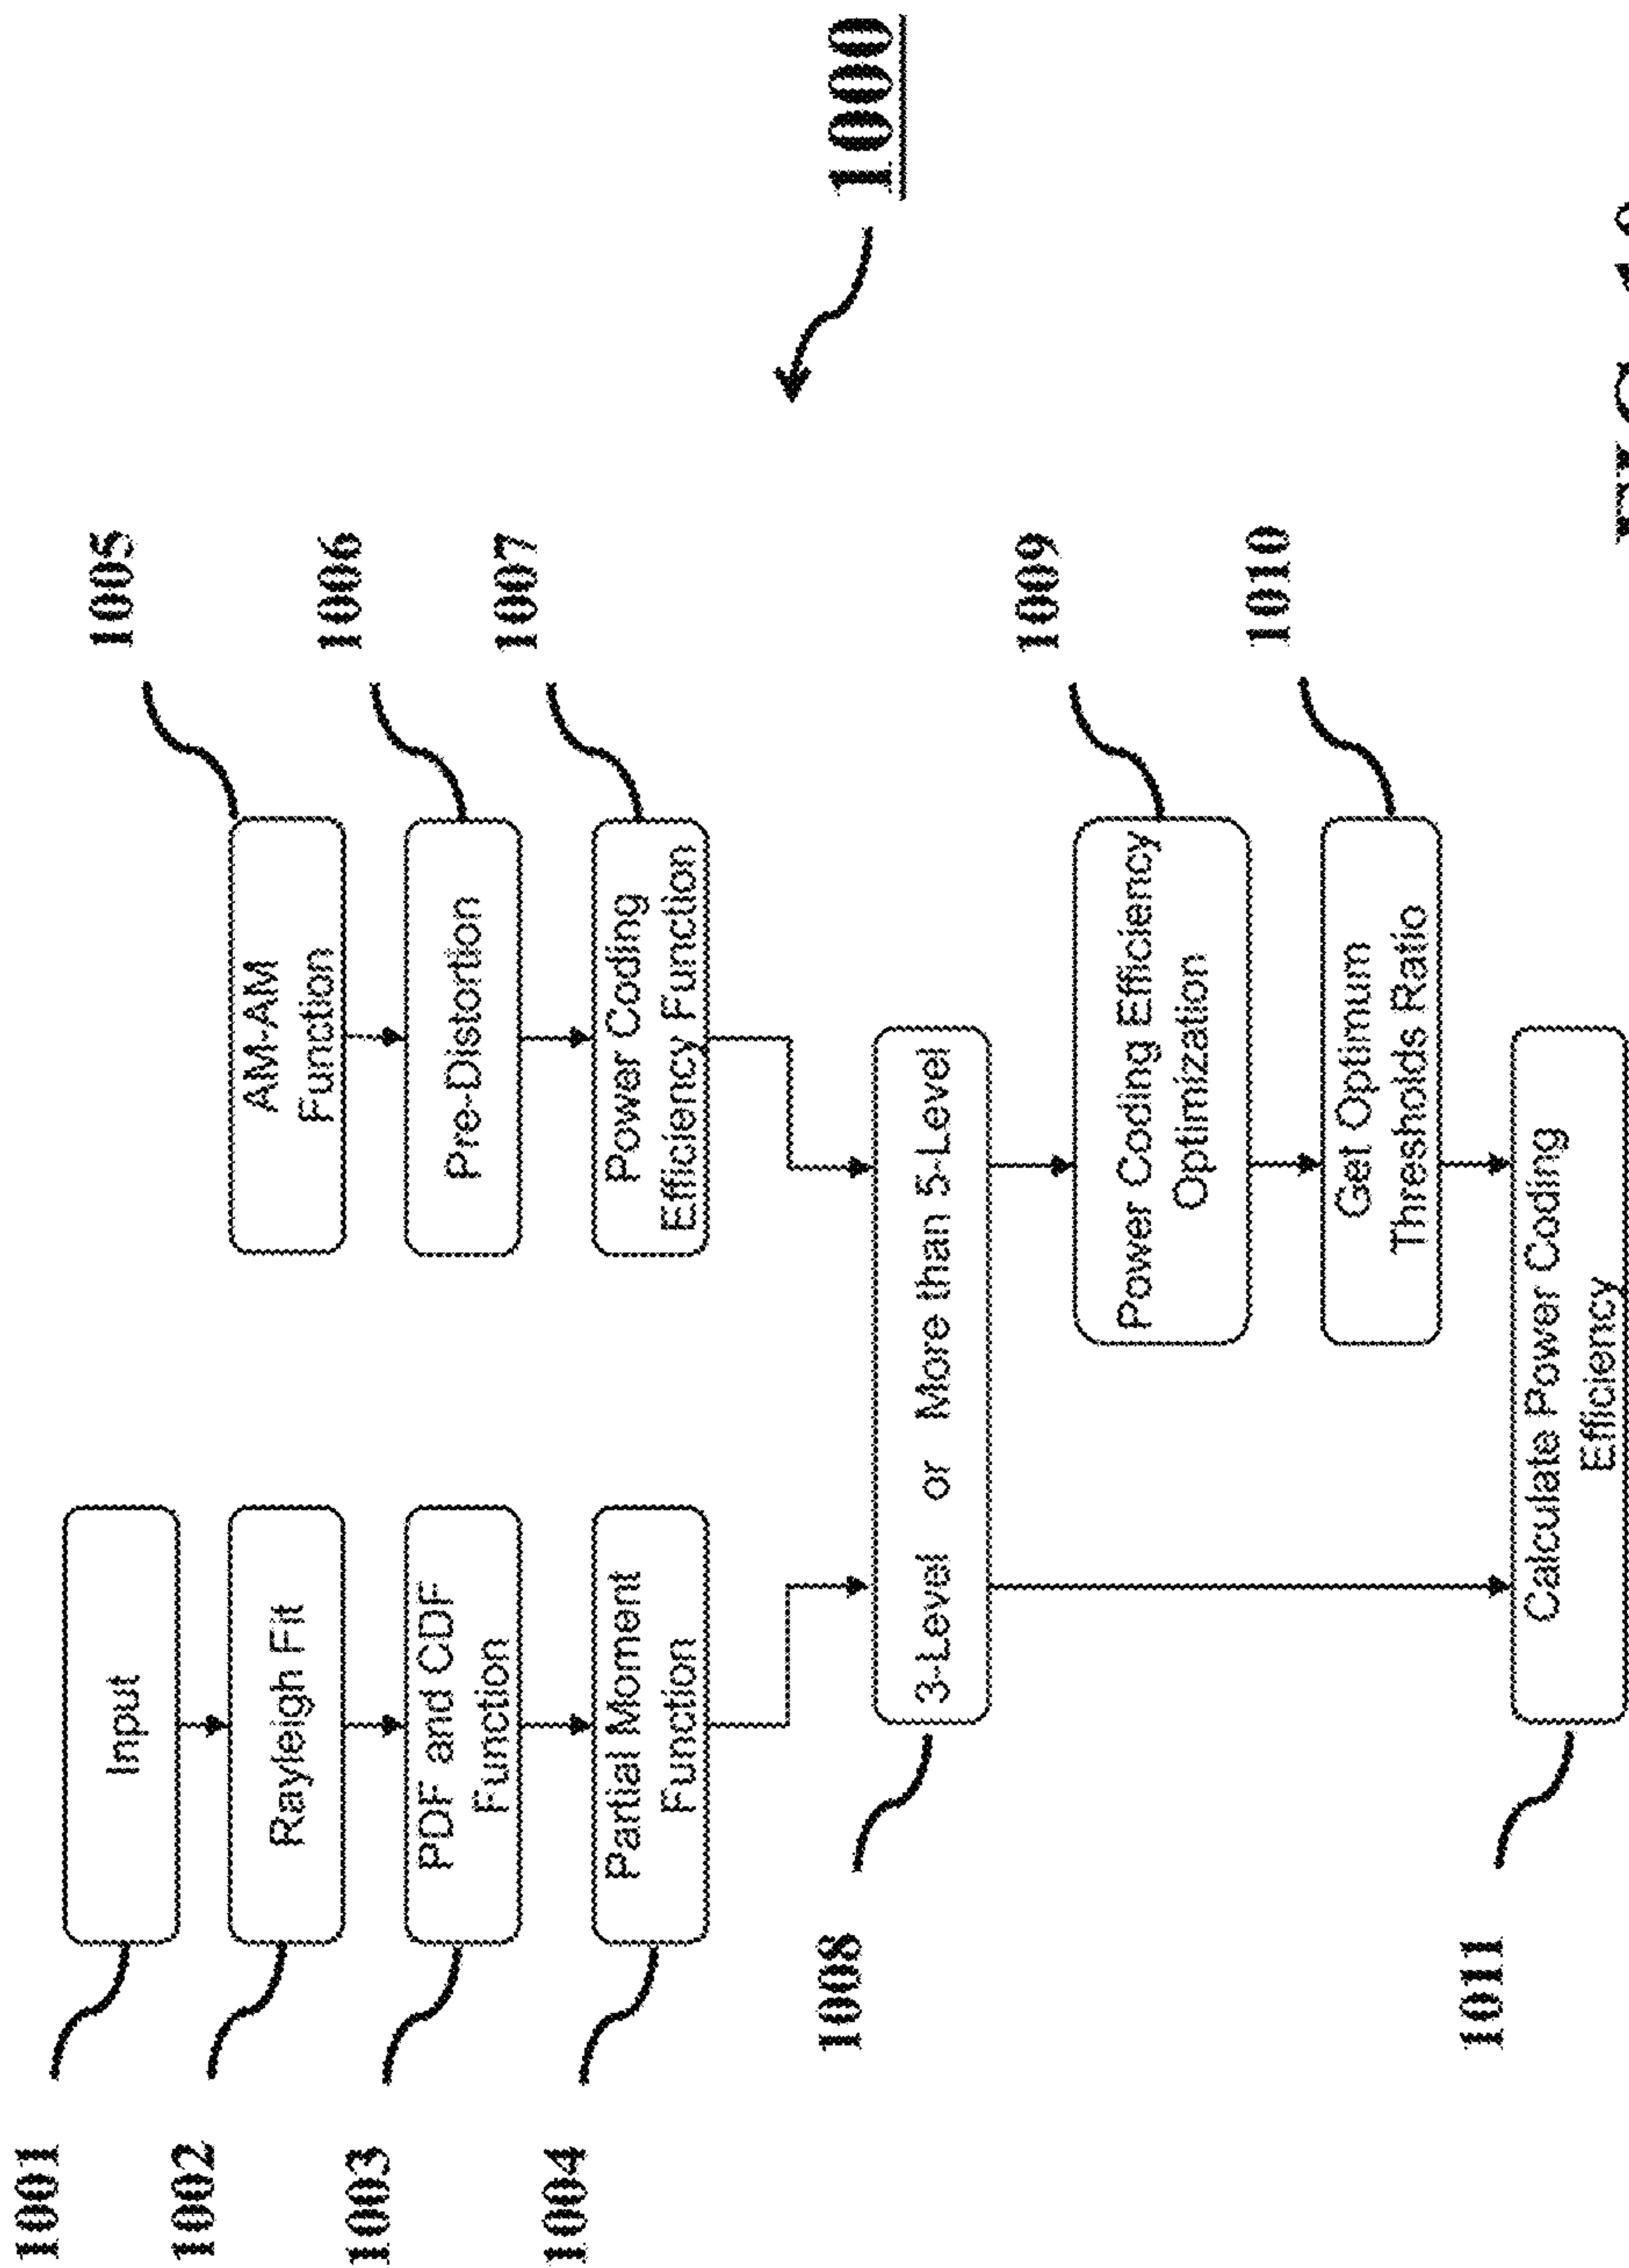 1000
1001
Input
1002
Rayleigh Fit
1003
PDF and CDF
Function
1004
Partial Moment
Function
1005
AM-AM
Function
1006
Pre-Distortion
1007
Power Coding
Efficiency Function
1008
3-Level or More than 5-Level
1009
Power Coding Efficiency
Optimization
1010
Get Optimum
Thresholds Ratio
1011
Calculate Power Coding
Efficiency